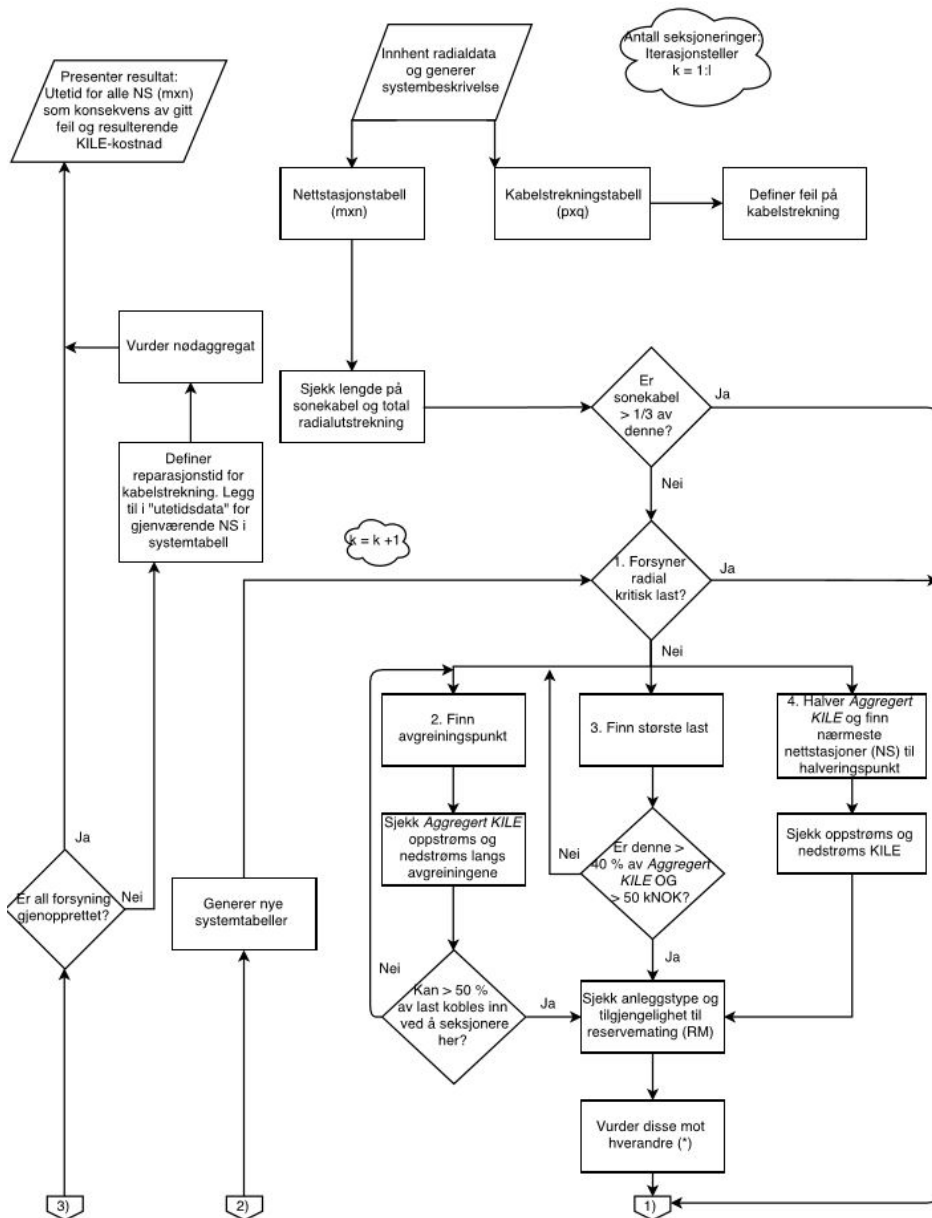 Antall seksjoneringer:
Iterasjonsteller
k = 1:l
Innhent radialdata
og generer
systembeskrivelse
Presenter resultat:
Utetid for alle NS (mxn)
som konsekvens av gitt
feil og resulterende
KILE-kostnad
Nettstasjonstabell
(mxn)
Kabelstrekningstabell
(pxq)
Definer feil på
kabelstrekning
Vurder nødaggregat
Sjekk lengde på
sonekabel og total
radialutstrekning
Er
sonekabel
> 1/3 av
denne?
Ja
Nei
Definer
reparasjonstid for
kabelstrekning. Legg
til i "utetidsdata" for
gjenværende NS i
systemtabell
k = k +1
1. Forsyner
radial
kritisk last?
Ja
Nei
2. Finn
avgreiningspunkt
3. Finn største last
4. Halver Aggregert
KILE og finn
nærmeste
nettstasjoner (NS) til
halveringspunkt
Sjekk Aggregert KILE
oppstrøms og
nedstrøms langs
avgreiningene
Nei
Er denne >
40 % av Aggregert
KILE OG
> 50 kNOK?
Ja
Sjekk oppstrøms og
nedstrøms KILE
Ja
Er all forsyning
gjenopprettet?
Nei
Generer nye
systemtabeller
Nei
Kan > 50 %
av last kobles inn
ved å seksjonere
her?
Ja
Sjekk anleggstype og
tilgjengelighet til
reservemating (RM)
Vurder disse mot
hverandre (*)
3)
2)
1)